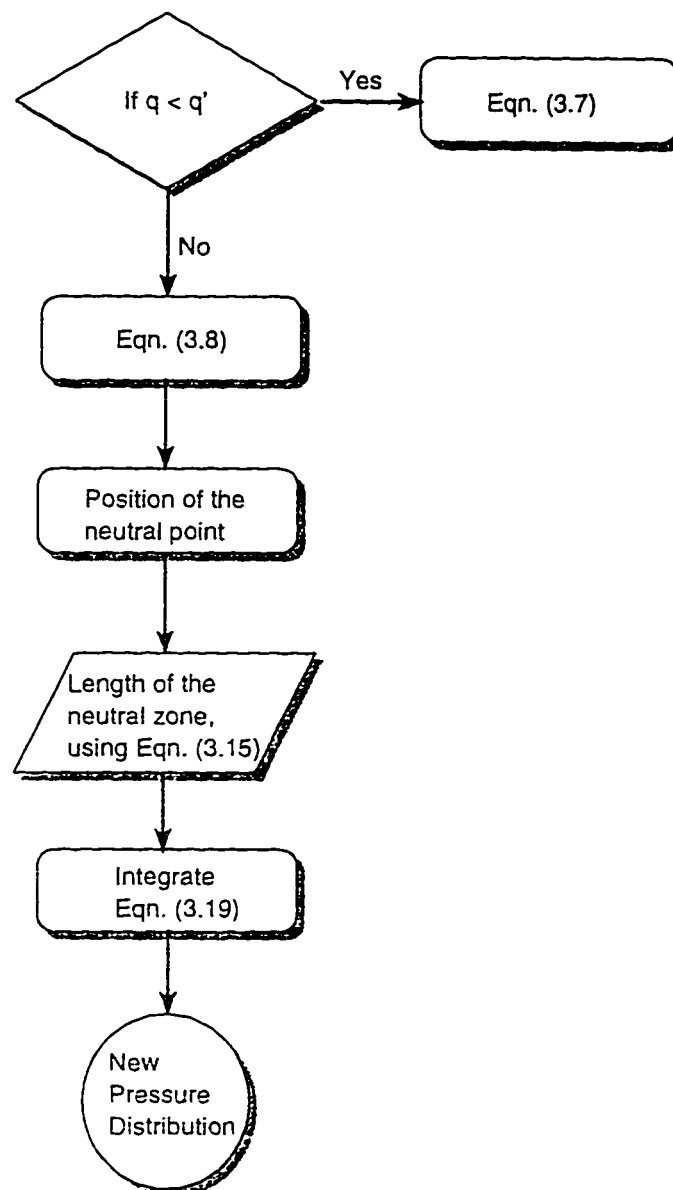 If q < q'
Yes
Eqn. (3.7)
No
Eqn. (3.8)
Position of the
neutral point
Length of the
neutral zone,
using Eqn. (3.15)
Integrate
Eqn. (3.19)
New
Pressure
Distribution